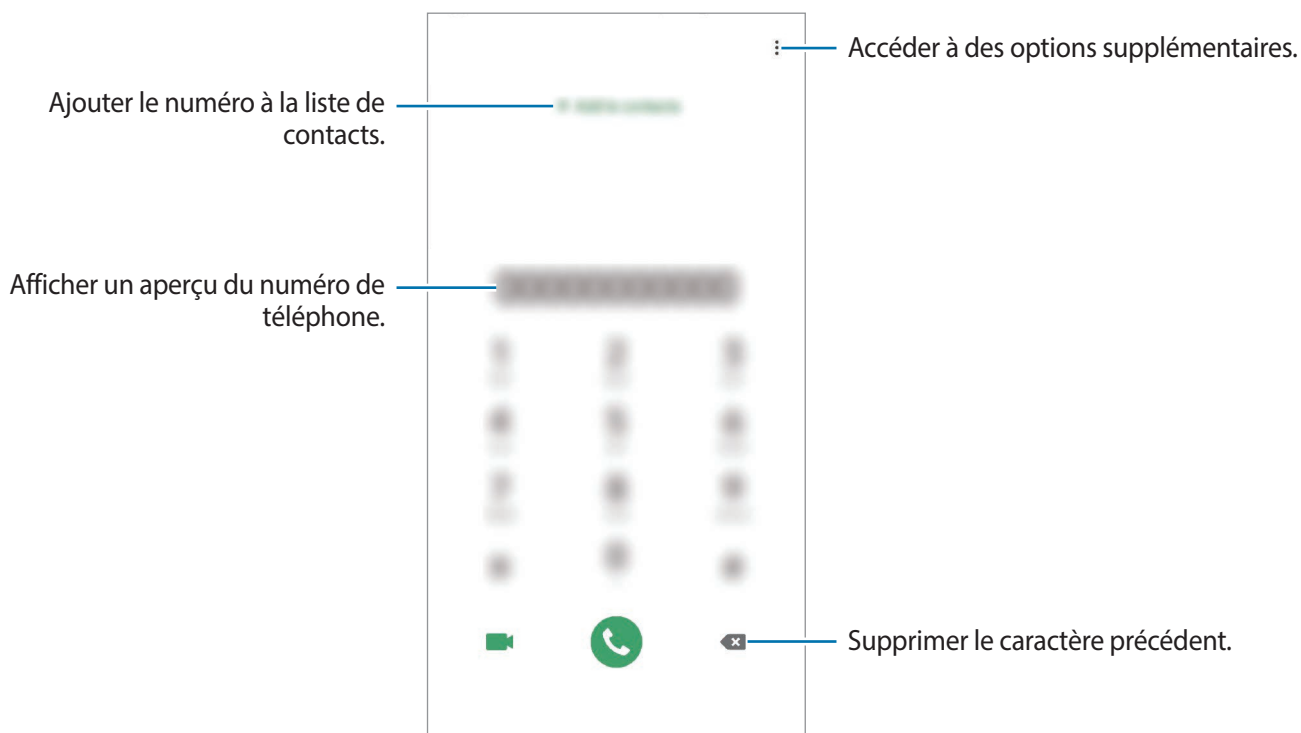 Accéder à des options supplémentaires.
Ajouter le numéro à la liste de
contacts.
Afficher un aperçu du numéro de
téléphone.
Supprimer le caractère précédent.